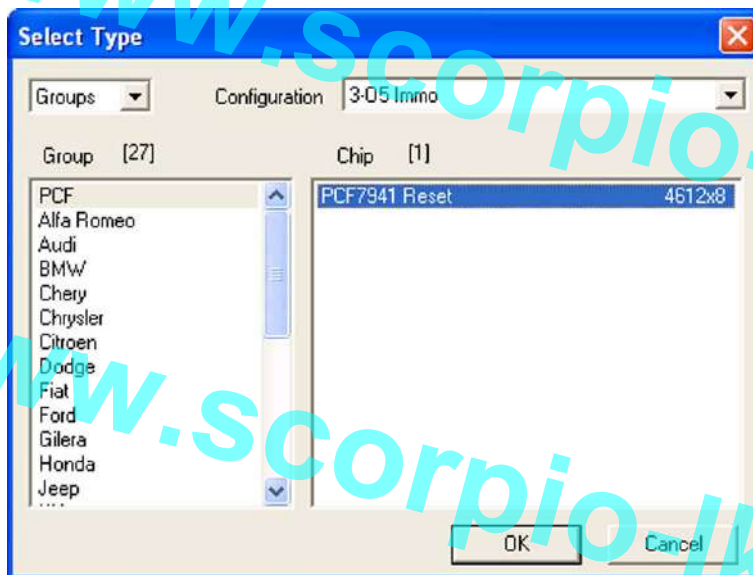 Select Type
Groups Configuration 3-05 Immo
Group [27] Chip [1]
PCF
Alfa Romeo
Audi
BMW
Chery
Chrysler
Citroen
Dodge
Fiat
Ford
Gilera
Honda
Jeep
PCF7941 Reset 4612x8
OK Cancel
www.scorpio-
www.scorpio-lk